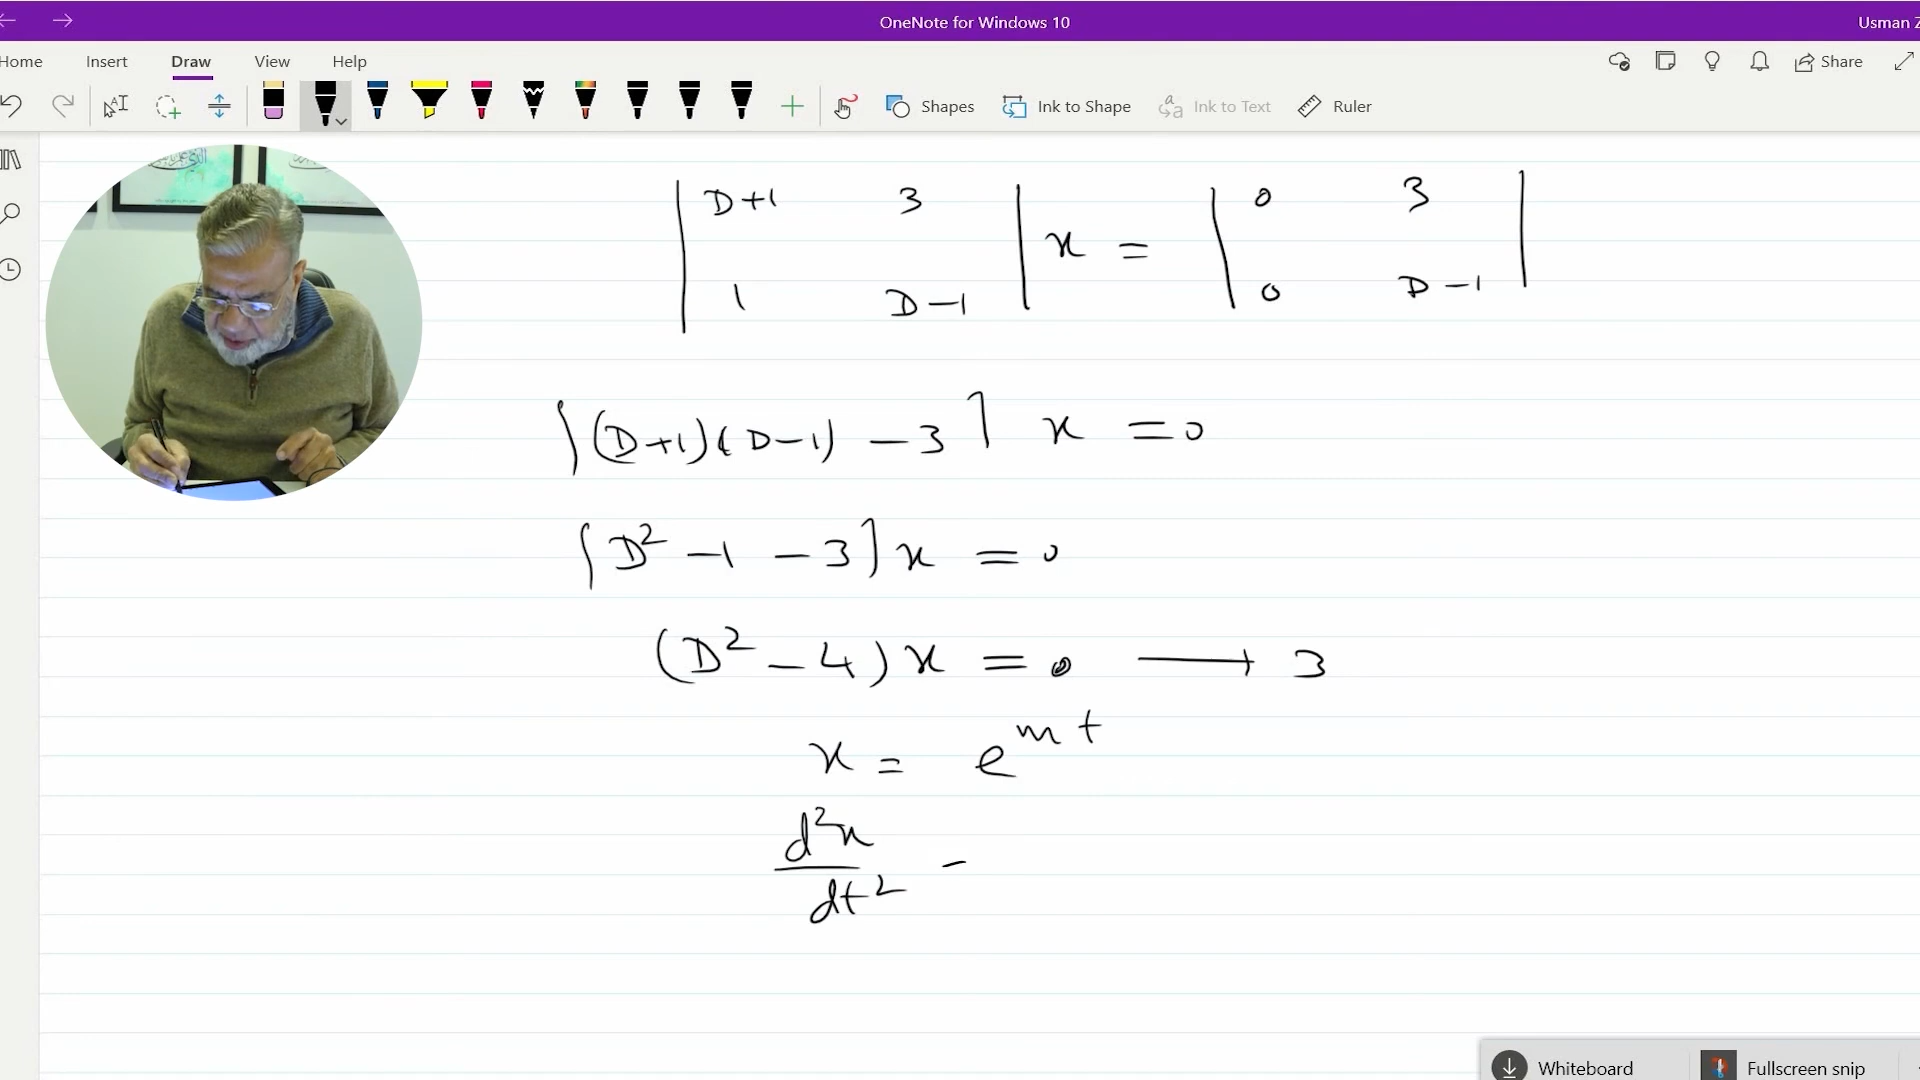 OneNote for Windows 10
Usman Z
Home Insert Draw View Help
Share
Shapes Ink to Shape Ink to Text Ruler
| D+1 3 | x = | 0 3 |
| 1 D-1 | | 0 D-1 |
[(D+1)(D-1) -3] x = 0
[D² -1 -3] x = 0
(D² - 4) x = 0 → 3
x = e^mt
d²x
dt² -
Whiteboard Fullscreen snip